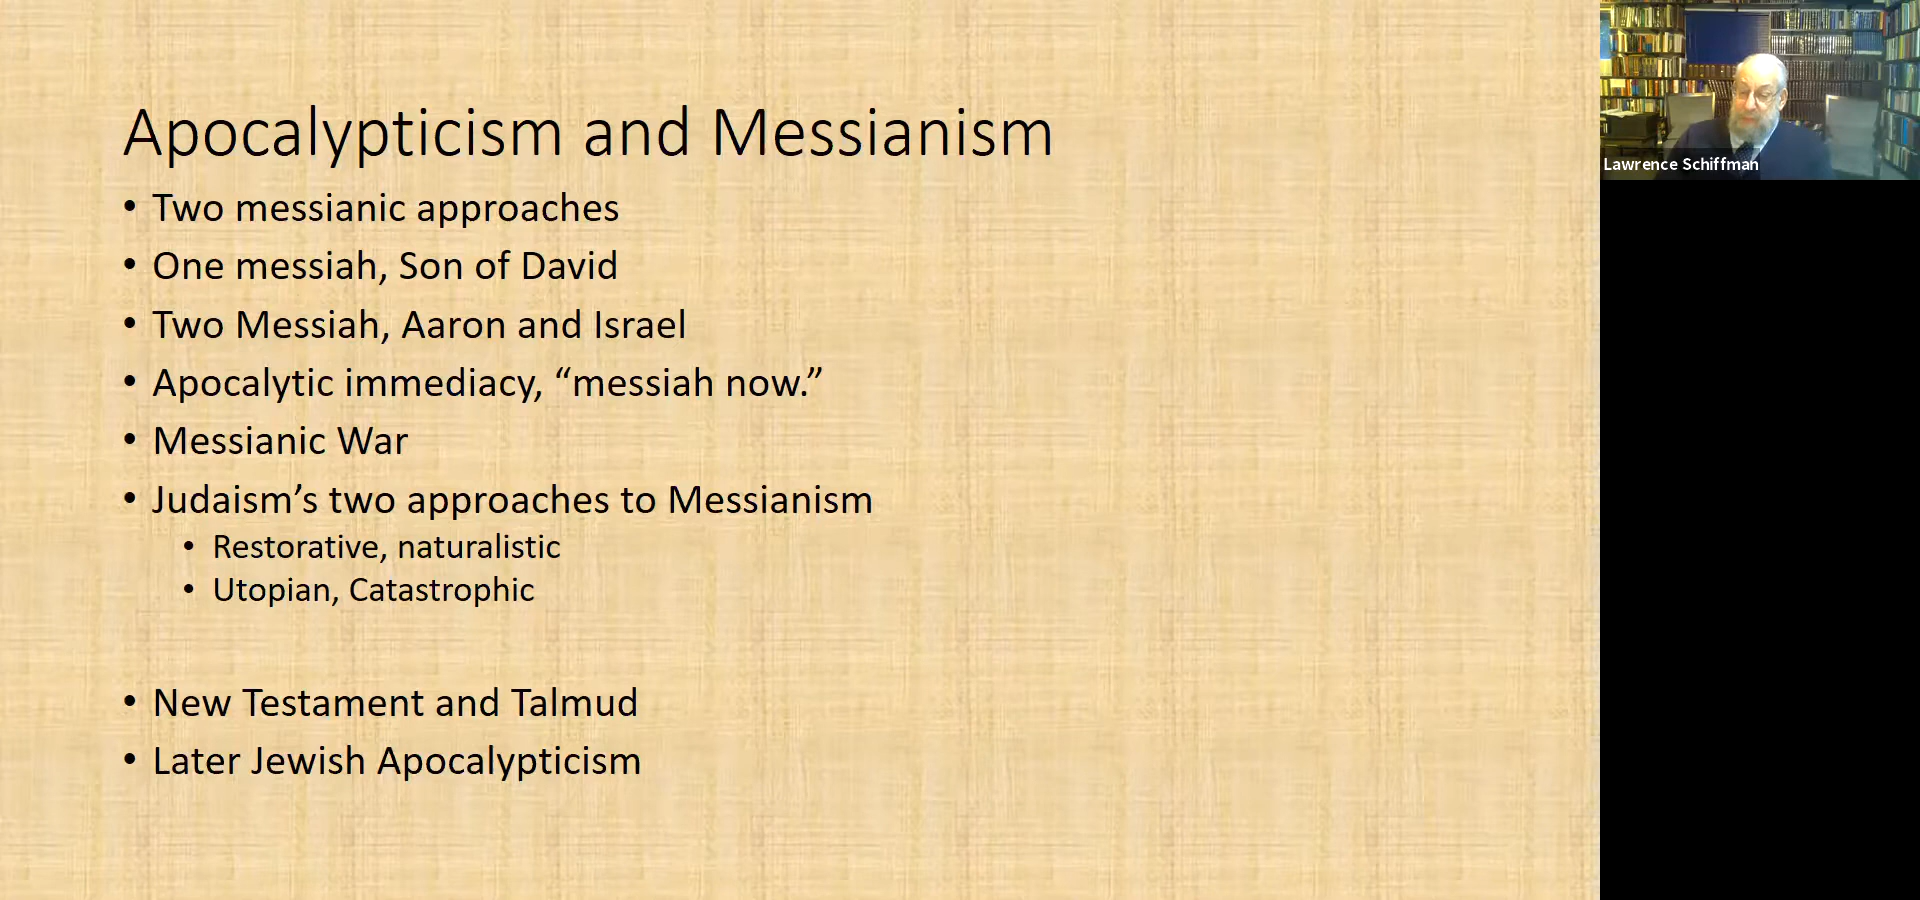 Apocalypticism and Messianism
• Two messianic approaches
• One messiah, Son of David
• Two Messiah, Aaron and Israel
• Apocalytic immediacy, “messiah now.”
• Messianic War
• Judaism’s two approaches to Messianism
• Restorative, naturalistic
• Utopian, Catastrophic
• New Testament and Talmud
• Later Jewish Apocalypticism
Lawrence Schiffman